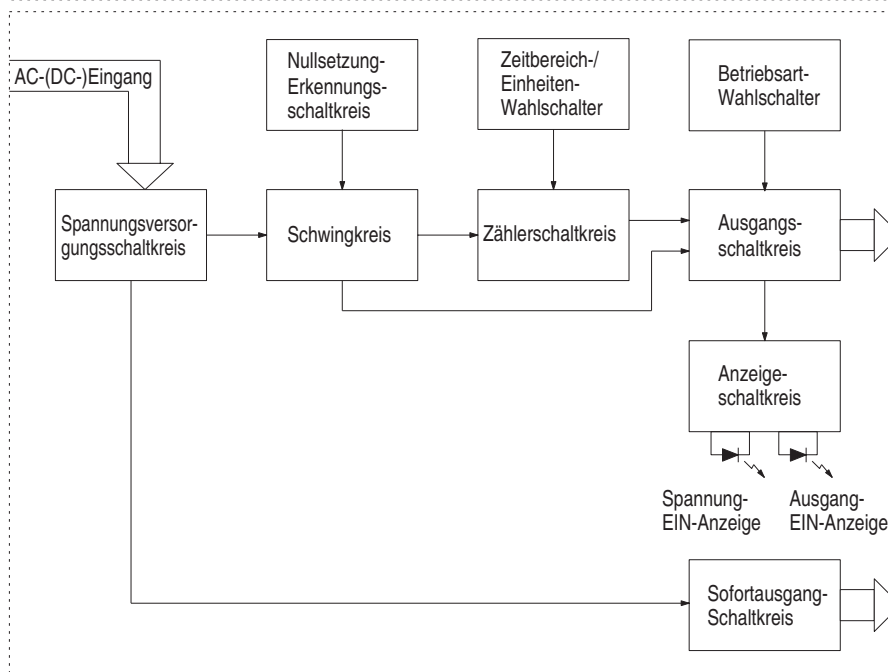 AC-(DC-)Eingang
Nullsetzung-
Erkennungs-
schaltkreis
Zeitbereich-/
Einheiten-
Wahlschalter
Betriebsart-
Wahlschalter
Spannungsversor-
gungsschaltkreis
Schwingkreis
Zählerschaltkreis
Ausgangs-
schaltkreis
Anzeige-
schaltkreis
Spannung-
EIN-Anzeige
Ausgang-
EIN-Anzeige
Sofortausgang-
Schaltkreis